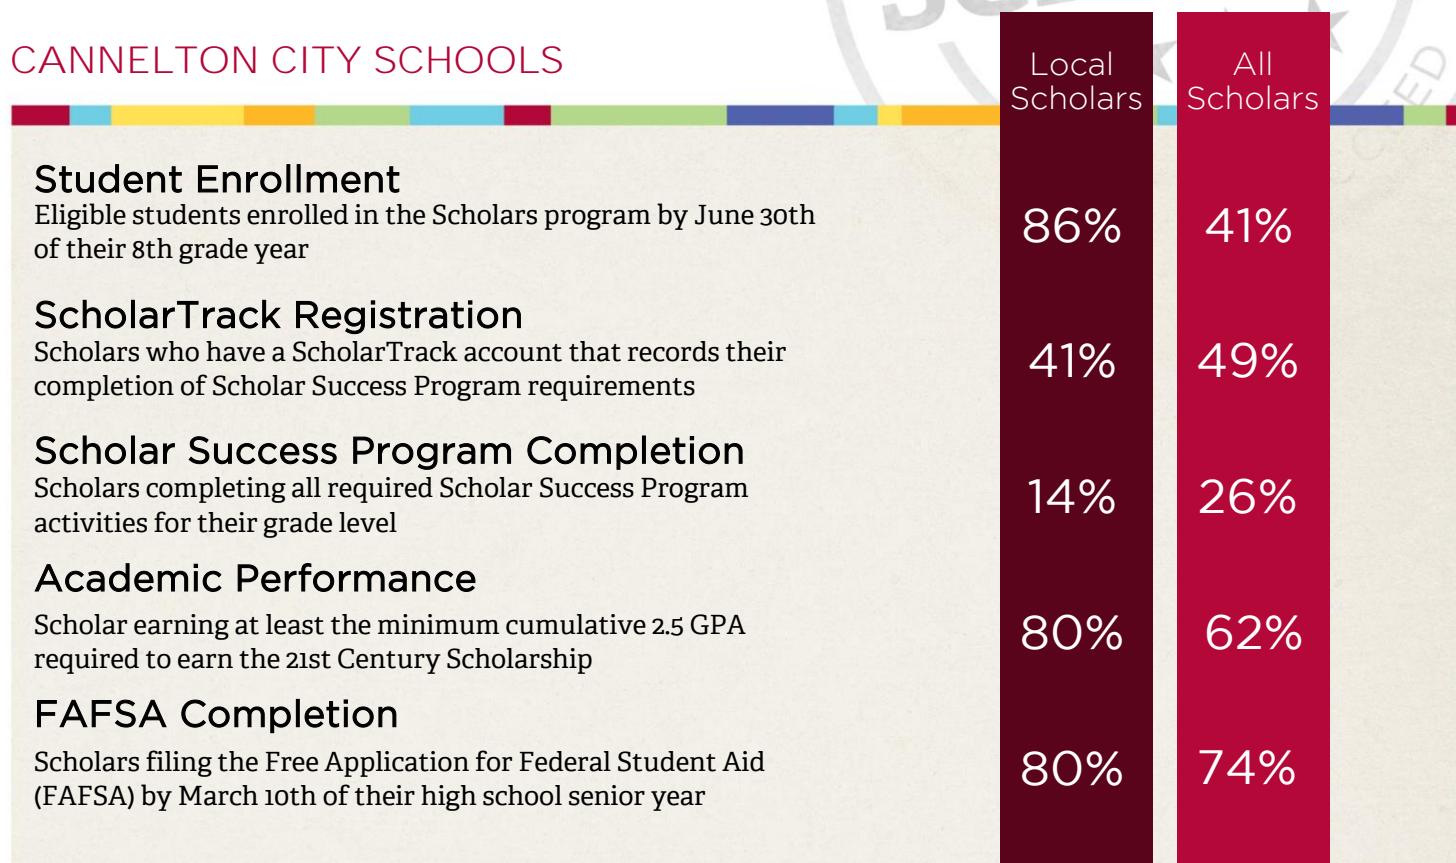 CANNELTON CITY SCHOOLS
Local
Scholars
All
Scholars
Student Enrollment
Eligible students enrolled in the Scholars program by June 30th
of their 8th grade year
86%
41%
ScholarTrack Registration
Scholars who have a ScholarTrack account that records their
completion of Scholar Success Program requirements
41%
49%
Scholar Success Program Completion
Scholars completing all required Scholar Success Program
activities for their grade level
14%
26%
Academic Performance
Scholar earning at least the minimum cumulative 2.5 GPA
required to earn the 21st Century Scholarship
80%
62%
FAFSA Completion
Scholars filing the Free Application for Federal Student Aid
(FAFSA) by March 10th of their high school senior year
80%
74%